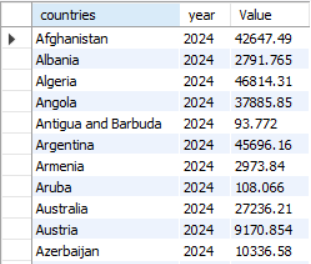 countries year Value
Afghanistan 2024 42647.49
Albania 2024 2791.765
Algeria 2024 46814.31
Angola 2024 37885.85
Antigua and Barbuda 2024 93.772
Argentina 2024 45696.16
Armenia 2024 2973.84
Aruba 2024 108.066
Australia 2024 27236.21
Austria 2024 9170.854
Azerbaijan 2024 10336.58